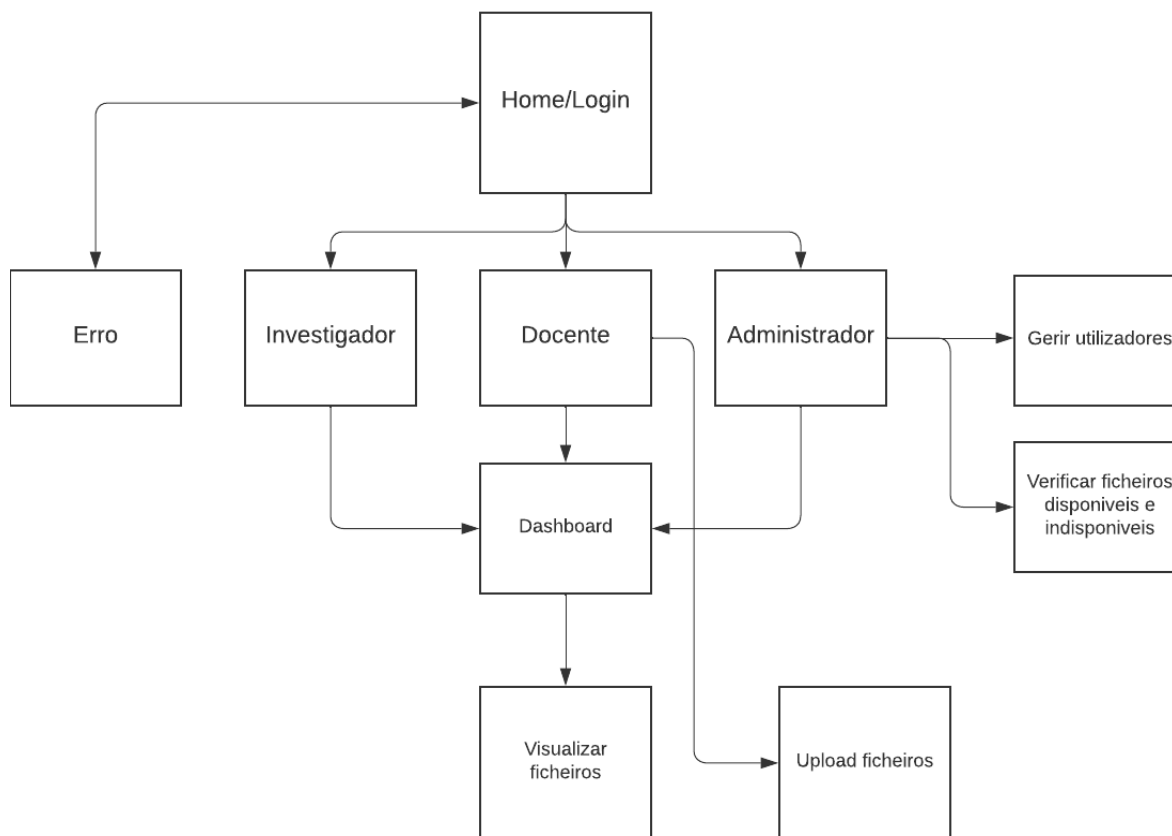 Home/Login
Erro
Investigador
Docente
Administrador
Gerir utilizadores
Verificar ficheiros
disponiveis e
indisponiveis
Dashboard
Visualizar
ficheiros
Upload ficheiros